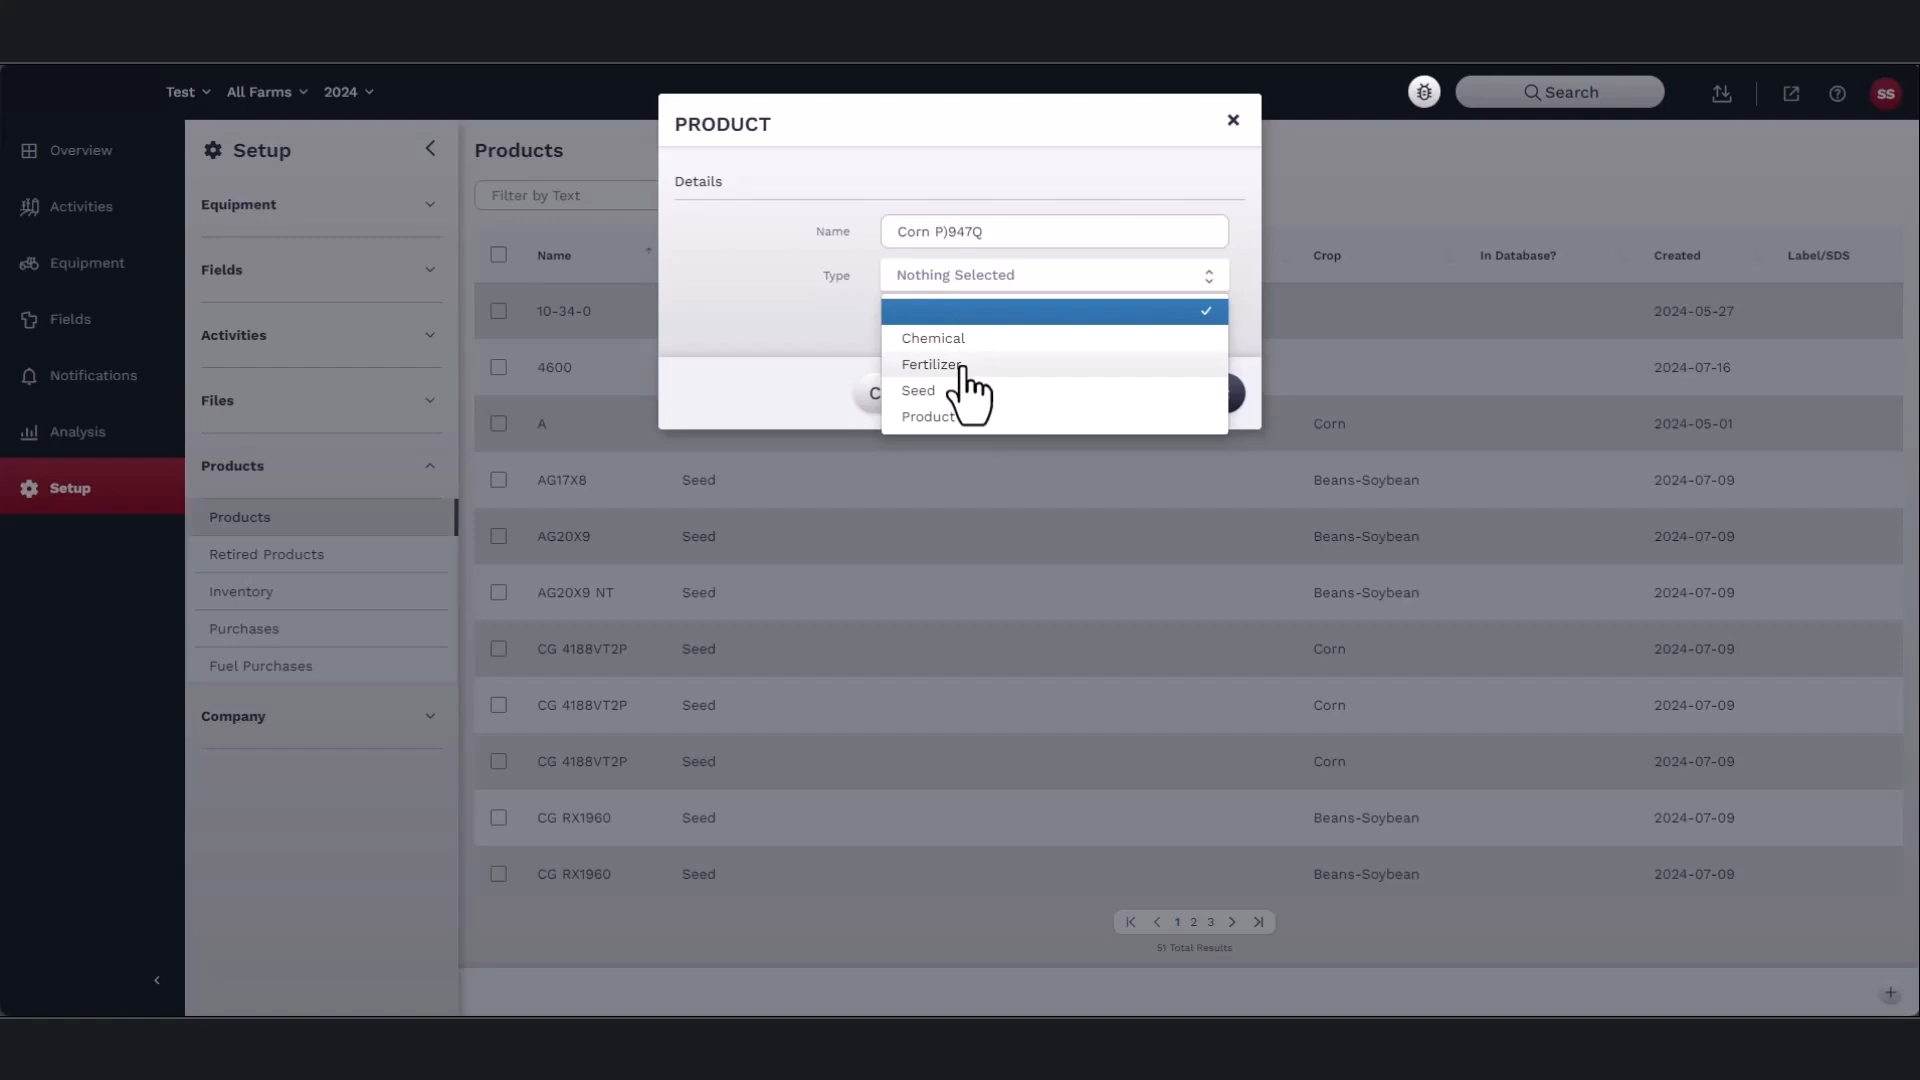 Test All Farms 2024 Search SS
Overview
Activities
Equipment
Fields
Notifications
Analysis
Setup
Setup
Equipment
Fields
Activities
Files
Products
Products
Retired Products
Inventory
Purchases
Fuel Purchases
Company
Products
Filter by Text
PRODUCT
Details
Name Corn P)947Q
Type Nothing Selected
Chemical
Fertilizer
Seed
Product
C
Name Crop In Database? Created Label/SDS
10-34-0 2024-05-27
4600 2024-07-16
A Corn 2024-05-01
AG17X8 Seed Beans-Soybean 2024-07-09
AG20X9 Seed Beans-Soybean 2024-07-09
AG20X9 NT Seed Beans-Soybean 2024-07-09
CG 4188VT2P Seed Corn 2024-07-09
CG 4188VT2P Seed Corn 2024-07-09
CG 4188VT2P Seed Corn 2024-07-09
CG RX1960 Seed Beans-Soybean 2024-07-09
CG RX1960 Seed Beans-Soybean 2024-07-09
1 2 3
51 Total Results